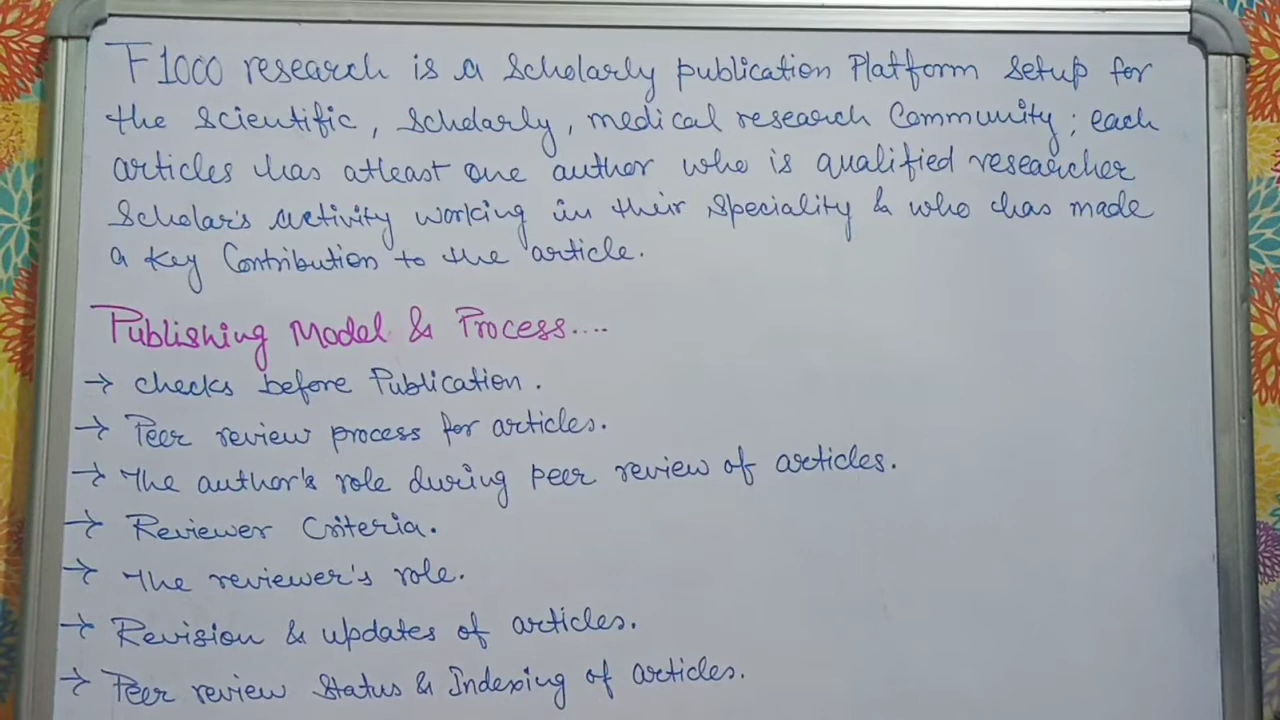 F1000 research is a Scholarly publication Platform setup for
the scientific, Scholarly, medical research Community; each
articles has atleast one author who is qualified researcher
Scholar's activity working in their speciality & who has made
a key Contribution to the article.
Publishing Model & Process....
→ checks before Publication.
→ Peer review process for articles.
→ The author's role during peer review of articles.
→ Reviewer Criteria.
→ The reviewer's role.
→ Revision & updates of articles.
→ Peer review Status & Indexing of articles.